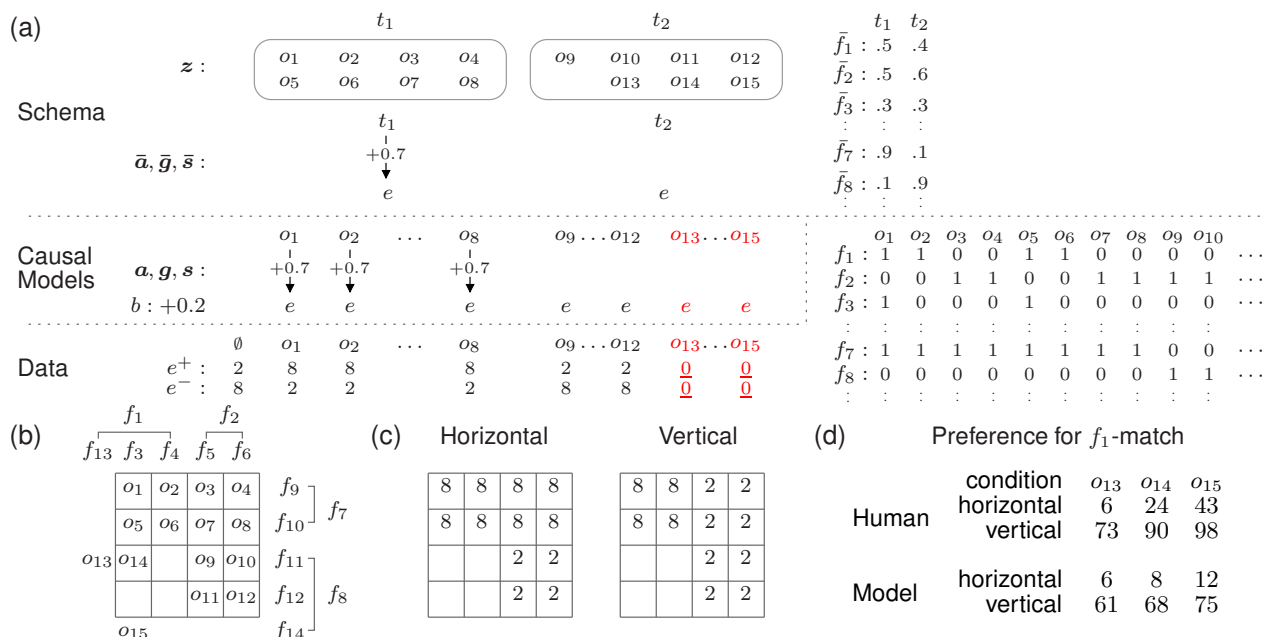 (a)
t₁ t₂
z :
o₁ o₂ o₃ o₄ o₉ o₁₀ o₁₁ o₁₂
o₅ o₆ o₇ o₈ o₁₃ o₁₄ o₁₅
Schema
t₁ t₂
ā, ḡ, s̄ :
+0.7
e e
t₁ t₂
f̄₁ : .5 .4
f̄₂ : .5 .6
f̄₃ : .3 .3
: : :
f̄₇ : .9 .1
f̄₈ : .1 .9
: : :
Causal
Models
o₁ o₂ ... o₈ o₉ ... o₁₂ o₁₃ ... o₁₅
a, g, s :
+0.7 +0.7 +0.7
b : +0.2 e e e e e e e
Data
∅ o₁ o₂ ... o₈ o₉ ... o₁₂ o₁₃ ... o₁₅
e⁺ : 2 8 8 8 2 2 0 0
e⁻ : 8 2 2 2 8 8 0 0
o₁ o₂ o₃ o₄ o₅ o₆ o₇ o₈ o₉ o₁₀
f₁ : 1 1 0 0 1 1 0 0 0 0 ...
f₂ : 0 0 1 1 0 0 1 1 1 1 ...
f₃ : 1 0 0 0 1 0 0 0 0 0 ...
: : : : : : : : : : :
f₇ : 1 1 1 1 1 1 1 1 0 0 ...
f₈ : 0 0 0 0 0 0 0 0 1 1 ...
: : : : : : : : : : :
(b)
f₁ f₂
f₁₃ f₃ f₄ f₅ f₆
o₁ o₂ o₃ o₄ f₉
f₇
o₅ o₆ o₇ o₈ f₁₀
o₁₃ o₁₄ o₉ o₁₀ f₁₁
o₁₁ o₁₂ f₁₂ f₈
o₁₅ f₁₄
(c)
Horizontal
8 8 8 8
8 8 8 8
2 2
2 2
Vertical
8 8 2 2
8 8 2 2
2 2
2 2
(d)
Preference for f₁-match
condition o₁₃ o₁₄ o₁₅
Human
horizontal 6 24 43
vertical 73 90 98
Model
horizontal 6 8 12
vertical 61 68 75